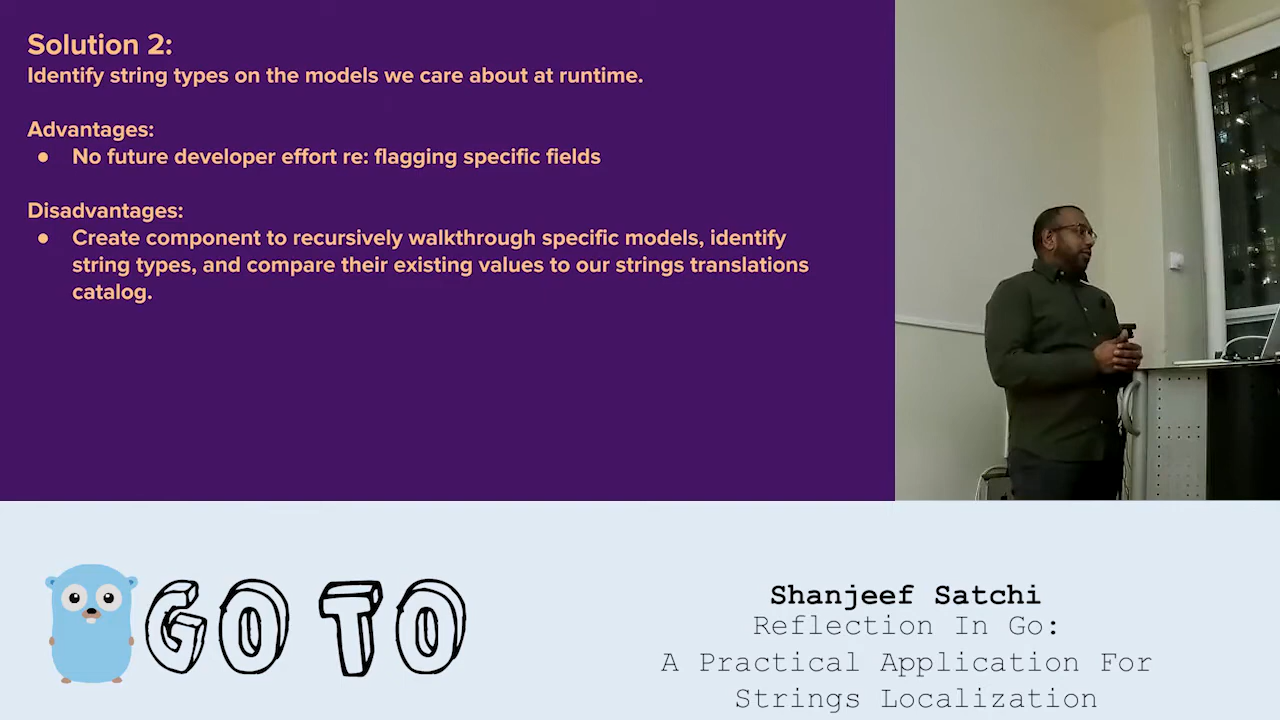 Solution 2:
Identify string types on the models we care about at runtime.
Advantages:
● No future developer effort re: flagging specific fields
Disadvantages:
● Create component to recursively walkthrough specific models, identify
string types, and compare their existing values to our strings translations
catalog.
GO TO
Shanjeef Satchi
Reflection In Go:
A Practical Application For
Strings Localization